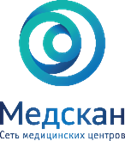 Медскан
Сеть медицинских центров